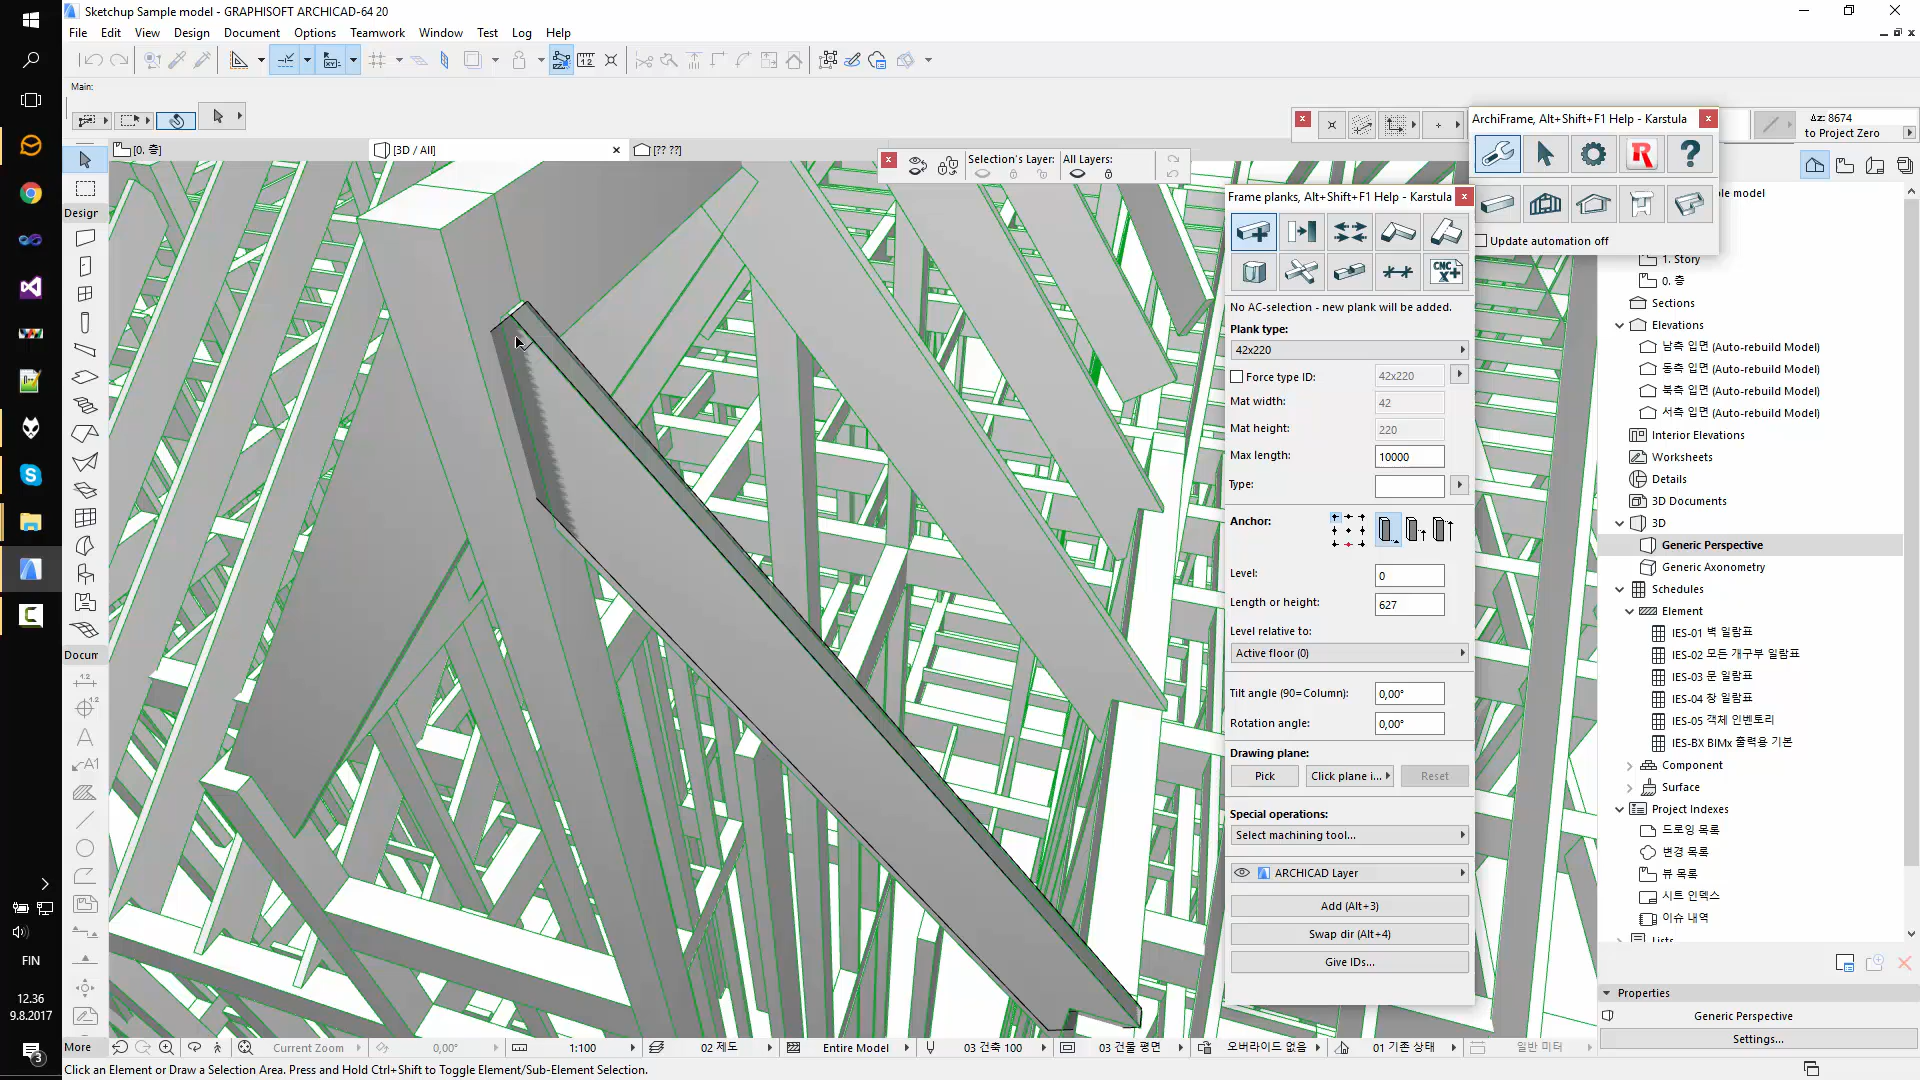 Sketchup Sample model - GRAPHISOFT ARCHICAD-64 20
File Edit View Design Document Options Teamwork Window Test Log Help
Main:
[0. 층]
[3D / All]
[?? ??]
Selection's Layer:
All Layers:
Δz: 8674
to Project Zero
ArchiFrame, Alt+Shift+F1 Help - Karstula
Update automation off
Frame planks, Alt+Shift+F1 Help - Karstula
CNC
No AC-selection - new plank will be added.
Plank type:
42x220
Force type ID:
42x220
Mat width:
42
Mat height:
220
Max length:
10000
Type:
Anchor:
Level:
0
Length or height:
627
Level relative to:
Active floor (0)
Tilt angle (90=Column):
0,00°
Rotation angle:
0,00°
Drawing plane:
Pick
Click plane i...
Reset
Special operations:
Select machining tool...
ARCHICAD Layer
Add (Alt+3)
Swap dir (Alt+4)
Give IDs...
ple model
1. Story
0. 층
Sections
Elevations
남측 입면 (Auto-rebuild Model)
동측 입면 (Auto-rebuild Model)
북측 입면 (Auto-rebuild Model)
서측 입면 (Auto-rebuild Model)
Interior Elevations
Worksheets
Details
3D Documents
3D
Generic Perspective
Generic Axonometry
Schedules
Element
IES-01 벽 일람표
IES-02 모든 개구부 일람표
IES-03 문 일람표
IES-04 창 일람표
IES-05 객체 인벤토리
IES-BX BIMx 출력용 기본
Component
Surface
Project Indexes
드로잉 목록
변경 목록
뷰 목록
시트 인덱스
이슈 내역
Lists
Properties
Generic Perspective
Settings...
Design
Docum
More
FIN
12.36
9.8.2017
3
Current Zoom
0,00°
1:100
02 제도
Entire Model
03 건축 100
03 건물 평면
오버라이드 없음
01 기존 상태
일반 미터
Click an Element or Draw a Selection Area. Press and Hold Ctrl+Shift to Toggle Element/Sub-Element Selection.